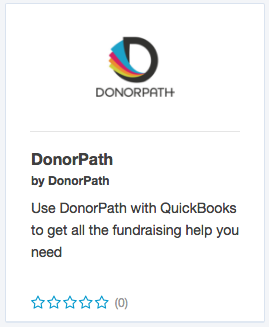 DONORPATH
DonorPath
by DonorPath
Use DonorPath with QuickBooks
to get all the fundraising help you
need
(0)